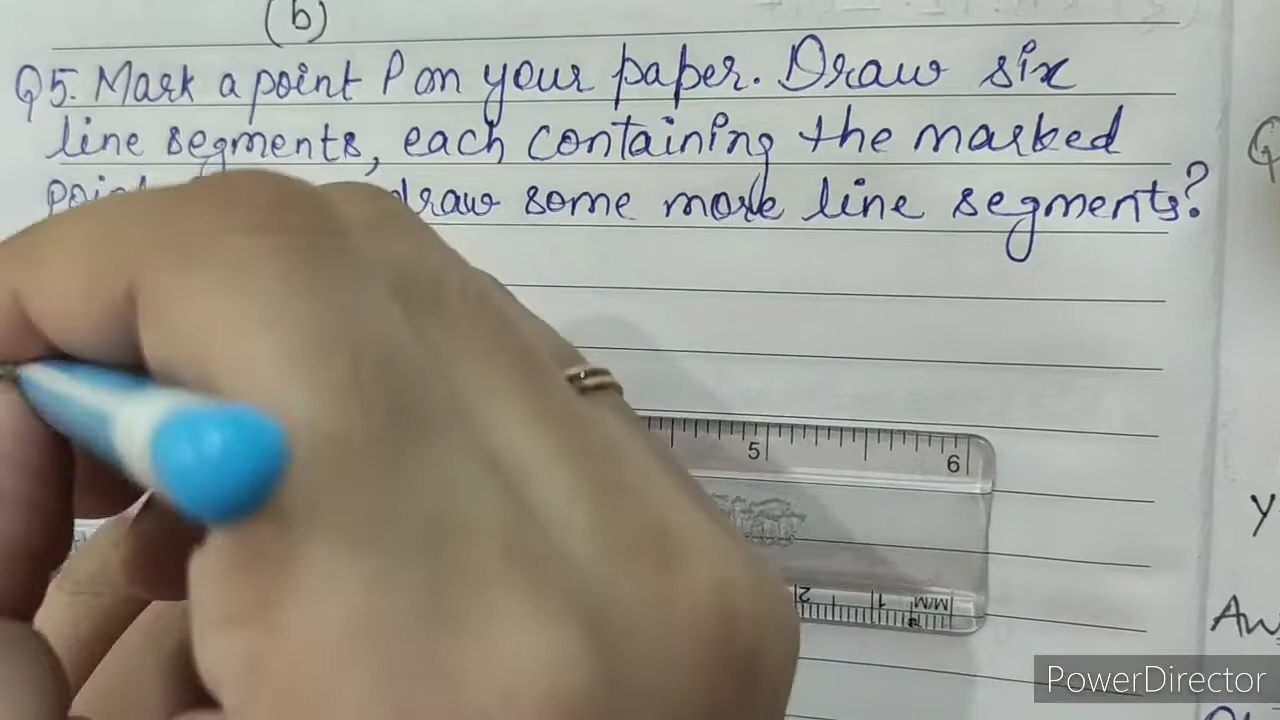 (b)
Q5. Mark a point P on your paper. Draw six
line segments, each containing the marked
draw some more line segments?
5
6
2
1
M/M
Y
PowerDirector